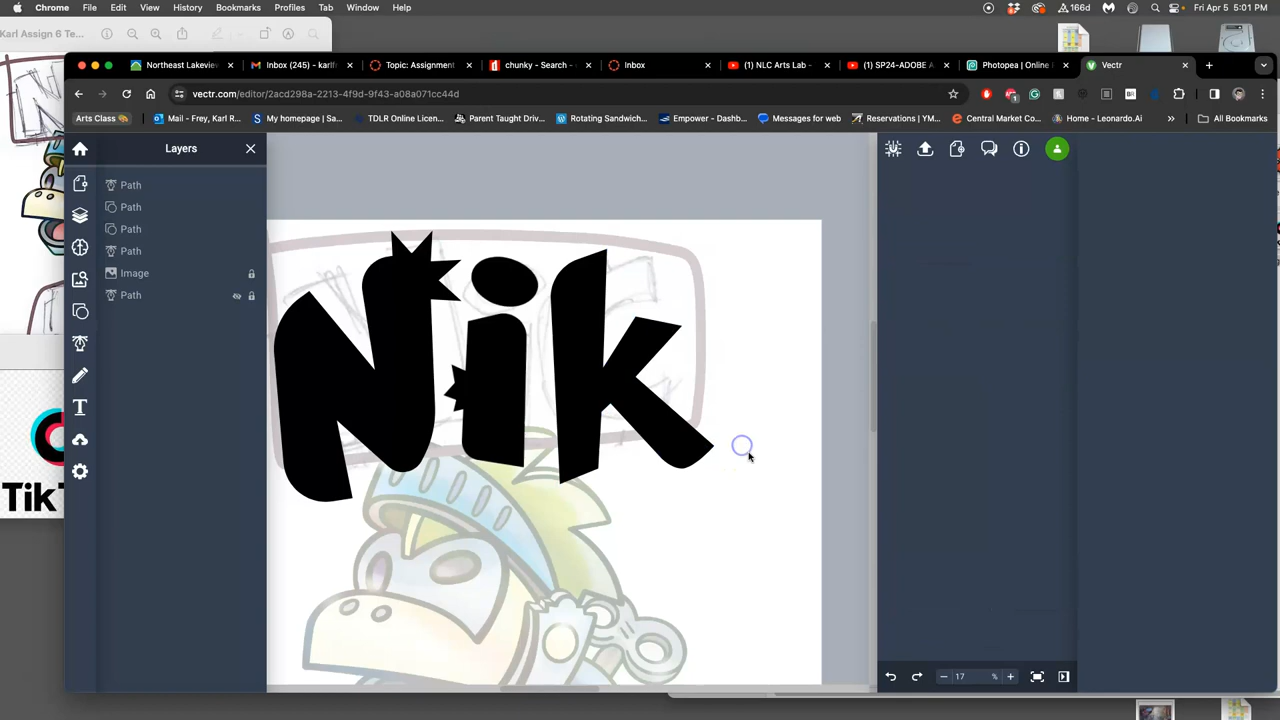 Chrome File Edit View History Bookmarks Profiles Tab Window Help 166d Fri Apr 5 5:01 PM
Karl Assign 6 Te...
Northeast Lakeview Inbox (245) - karlfr Topic: Assignment chunky - Search - Inbox (1) NLC Arts Lab - (1) SP24-ADOBE A Photopea | Online Vectr
vectr.com/editor/2acd298a-2213-4f9d-9f43-a08a071cc44d
Arts Class Mail - Frey, Karl R... My homepage | Sa... TDLR Online Licen... Parent Taught Driv... Rotating Sandwich... Empower - Dashb... Messages for web Reservations | YM... Central Market Co... Home - Leonardo.Ai » All Bookmarks
Layers
Path
Path
Path
Path
Image
Path
Nik
TikT
17 %